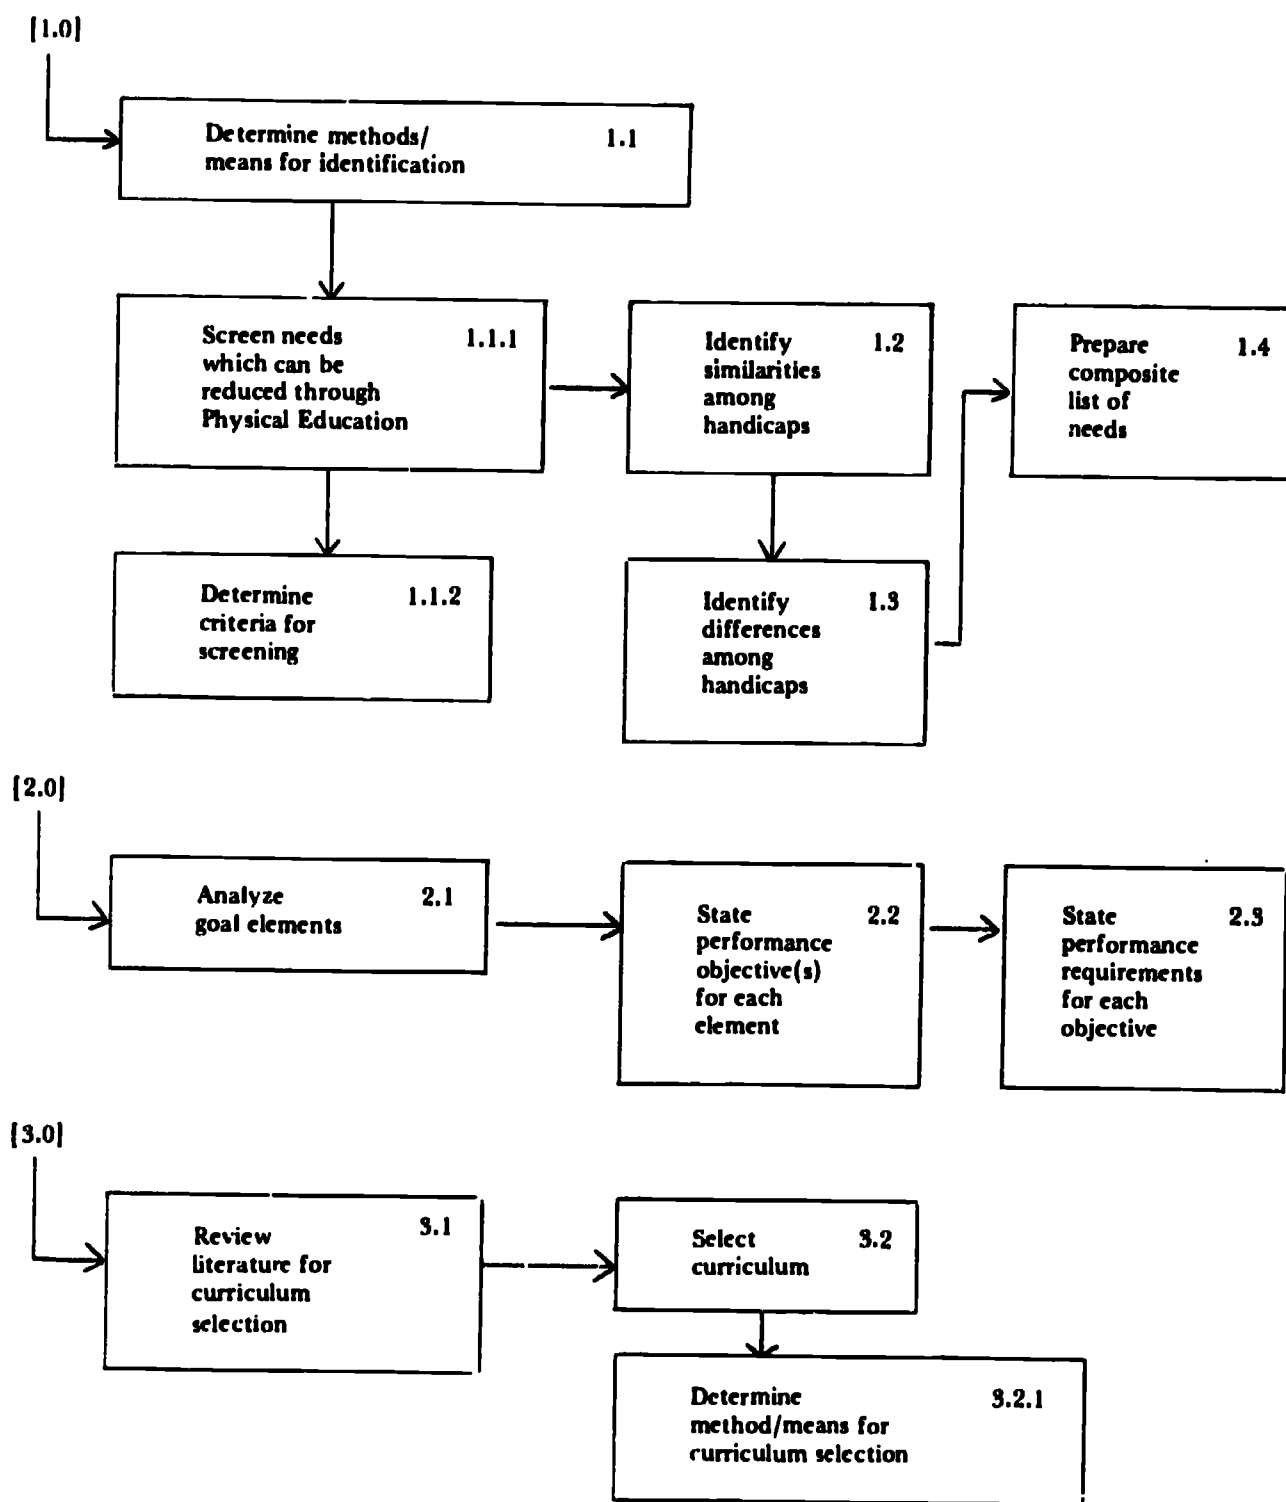 [1.0]
Determine methods/ 1.1
means for identification
Screen needs 1.1.1
which can be
reduced through
Physical Education
Identify 1.2
similarities
among
handicaps
Prepare 1.4
composite
list of
needs
Determine 1.1.2
criteria for
screening
Identify 1.3
differences
among
handicaps
[2.0]
Analyze 2.1
goal elements
State 2.2
performance
objective(s)
for each
element
State 2.3
performance
requirements
for each
objective
[3.0]
Review 3.1
literature for
curriculum
selection
Select 3.2
curriculum
Determine 3.2.1
method/means for
curriculum selection